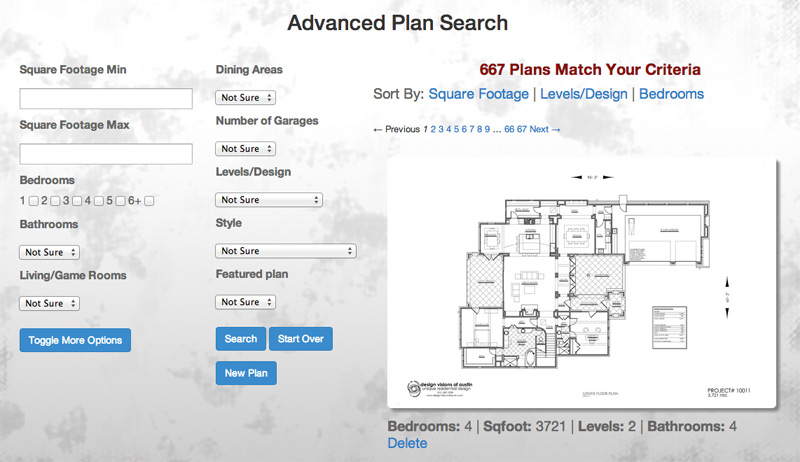 Advanced Plan Search
Square Footage Min
Square Footage Max
Bedrooms
1 2 3 4 5 6+
Bathrooms
Not Sure
Living/Game Rooms
Not Sure
Toggle More Options
Dining Areas
Not Sure
Number of Garages
Not Sure
Levels/Design
Not Sure
Style
Not Sure
Featured plan
Not Sure
Search Start Over
New Plan
667 Plans Match Your Criteria
Sort By: Square Footage | Levels/Design | Bedrooms
← Previous 1 2 3 4 5 6 7 8 9 … 66 67 Next →
design visions of austin
unique residential design
LOWER FLOOR PLAN
PROJECT# 10011
Bedrooms: 4 | Sqfoot: 3721 | Levels: 2 | Bathrooms: 4
Delete